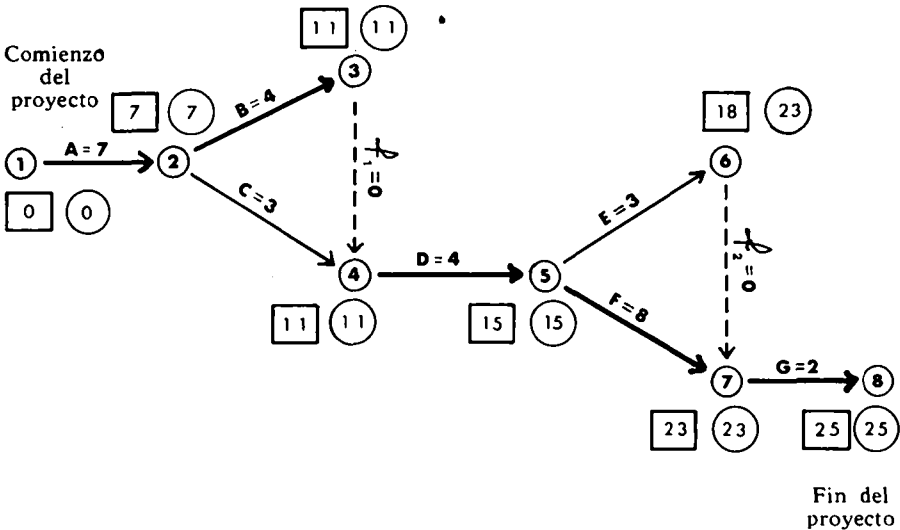 11 11
Comienzo
del
proyecto
3
7 7
B=4
18 23
1
A=7
2
f1=0
6
0 0
C=3
E=3
f2=0
4
D=4
5
11 11
15 15
F=8
7
G=2
8
23 23
25 25
Fin del
proyecto